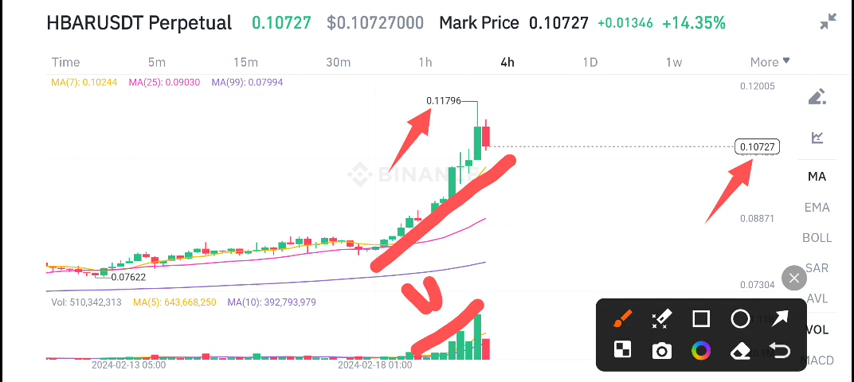 HBARUSDT Perpetual 0.10727 $0.10727000 Mark Price 0.10727 +0.01346 +14.35%
Time 5m 15m 30m 1h 4h 1D 1w More
MA(7): 0.10244 MA(25): 0.09030 MA(99): 0.07994
0.12005
0.11796
0.10727
BINANCE
MA
EMA
0.08871
BOLL
0.07622
SAR
0.07304
Vol: 510,342,313 MA(5): 643,668,250 MA(10): 392,793,979
AVL
VOL
MACD
2024-02-13 05:00 2024-02-18 01:00